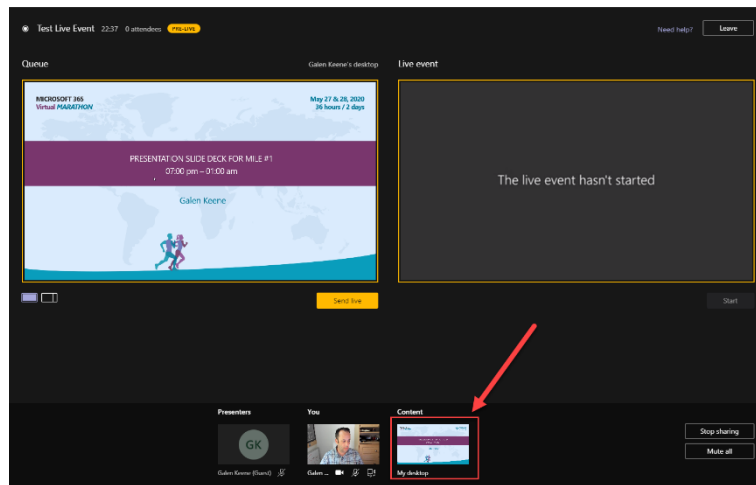 Test Live Event 22:37 0 attendees PRE-LIVE
Need help? Leave
Queue
Galen Keene's desktop
Live event
MICROSOFT 365
Virtual MARATHON
May 27 & 28, 2020
36 hours / 2 days
PRESENTATION SLIDE DECK FOR MILE #1
07:00 pm – 01:00 am
Galen Keene
The live event hasn't started
Send live
Start
Presenters
You
Content
GK
Galen Keene (Guest)
Galen ...
My desktop
Stop sharing
Mute all